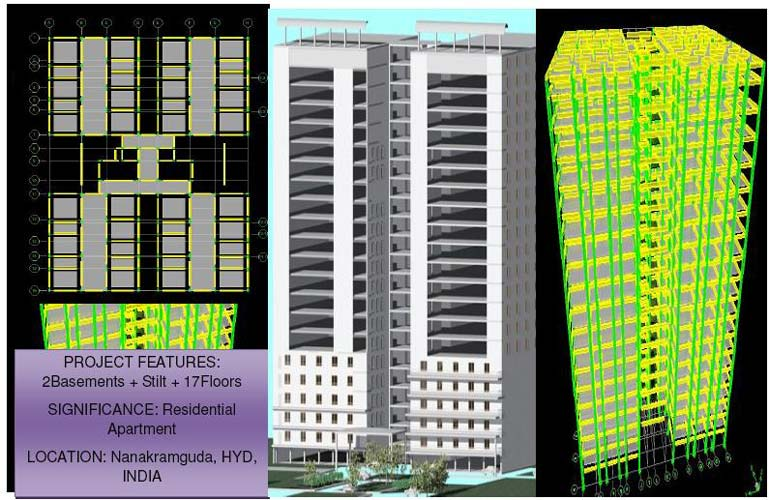 PROJECT FEATURES:
2Basements + Stilt + 17Floors
SIGNIFICANCE: Residential
Apartment
LOCATION: Nanakramguda, HYD,
INDIA